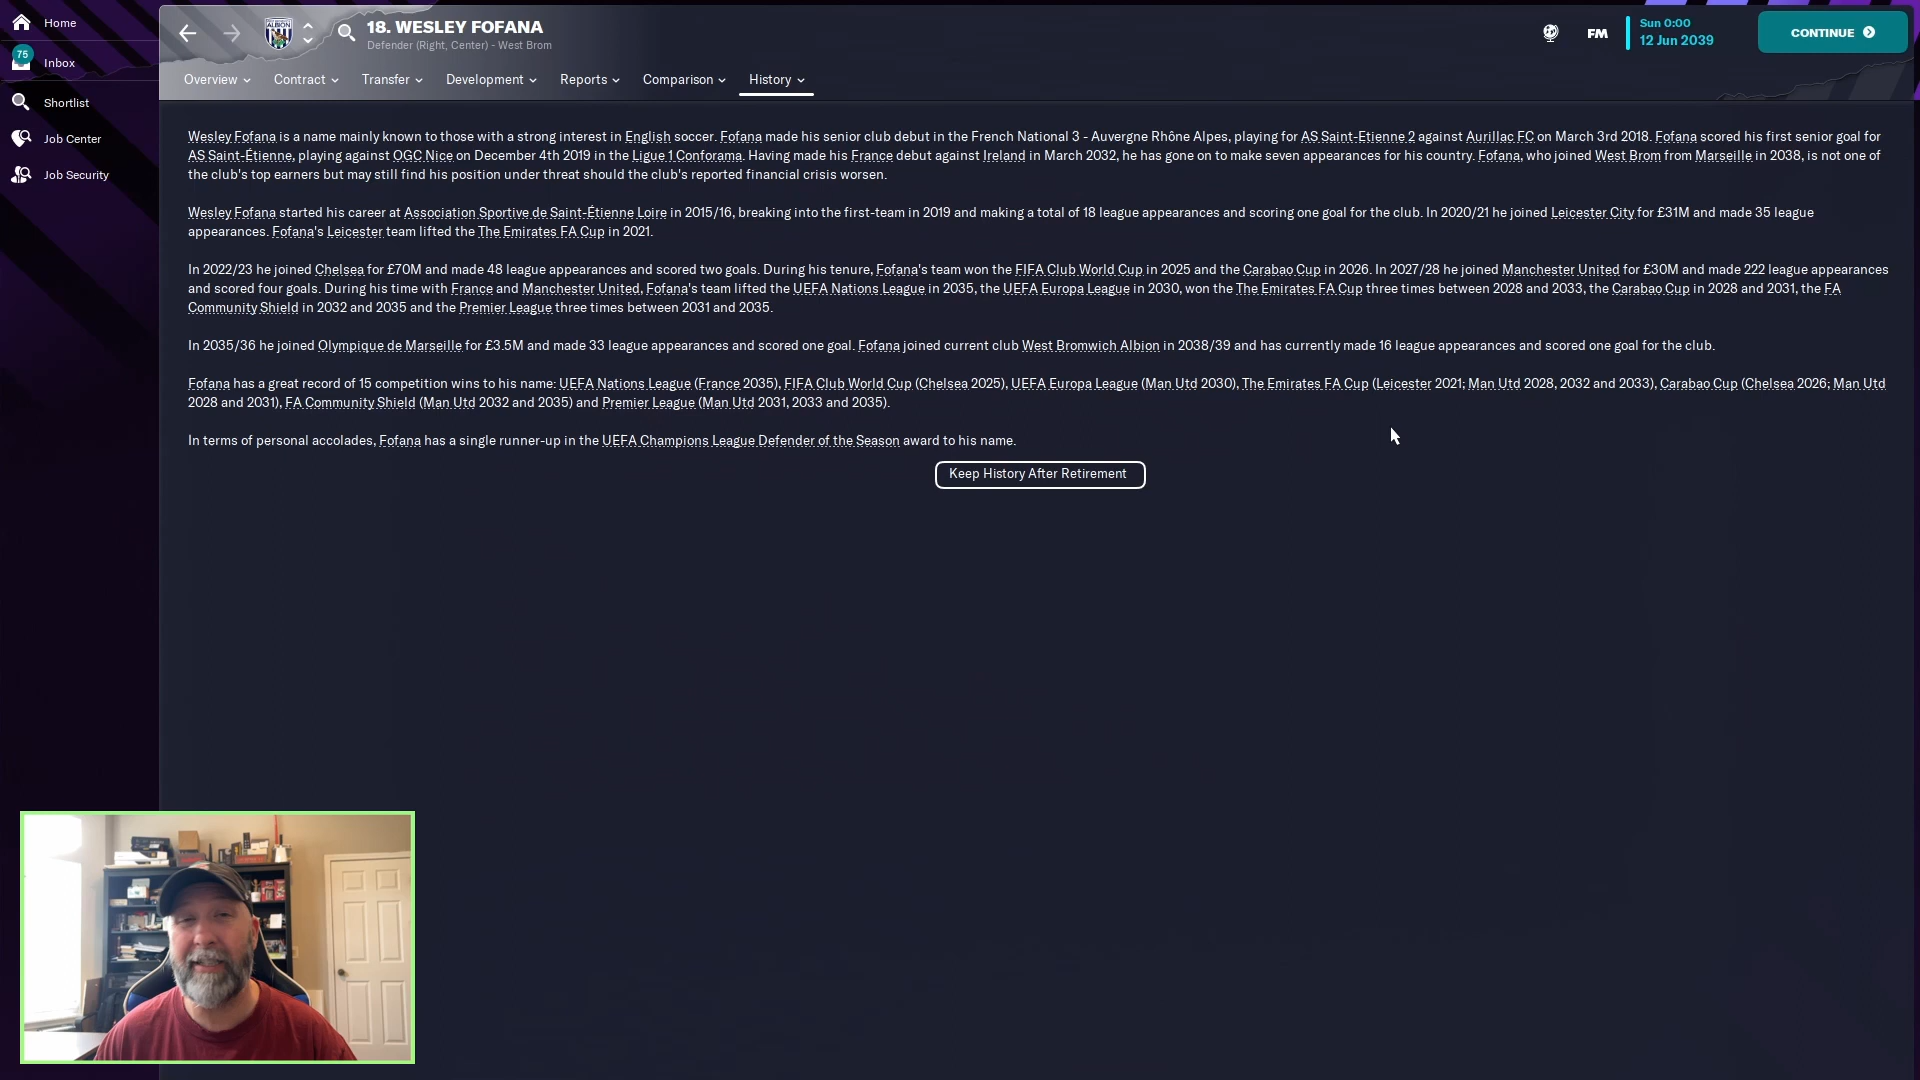 Home
75
Inbox
Shortlist
Job Center
Job Security
ALBION
18. WESLEY FOFANA
Defender (Right, Center) - West Brom
FM
Sun 0:00
12 Jun 2039
CONTINUE
Overview
Contract
Transfer
Development
Reports
Comparison
History
Wesley Fofana is a name mainly known to those with a strong interest in English soccer. Fofana made his senior club debut in the French National 3 - Auvergne Rhône Alpes, playing for AS Saint-Etienne 2 against Aurillac FC on March 3rd 2018. Fofana scored his first senior goal for
AS Saint-Étienne, playing against OGC Nice on December 4th 2019 in the Ligue 1 Conforama. Having made his France debut against Ireland in March 2032, he has gone on to make seven appearances for his country. Fofana, who joined West Brom from Marseille in 2038, is not one of
the club's top earners but may still find his position under threat should the club's reported financial crisis worsen.
Wesley Fofana started his career at Association Sportive de Saint-Étienne Loire in 2015/16, breaking into the first-team in 2019 and making a total of 18 league appearances and scoring one goal for the club. In 2020/21 he joined Leicester City for £31M and made 35 league
appearances. Fofana's Leicester team lifted the The Emirates FA Cup in 2021.
In 2022/23 he joined Chelsea for £70M and made 48 league appearances and scored two goals. During his tenure, Fofana's team won the FIFA Club World Cup in 2025 and the Carabao Cup in 2026. In 2027/28 he joined Manchester United for £30M and made 222 league appearances
and scored four goals. During his time with France and Manchester United, Fofana's team lifted the UEFA Nations League in 2035, the UEFA Europa League in 2030, won the The Emirates FA Cup three times between 2028 and 2033, the Carabao Cup in 2028 and 2031, the FA
Community Shield in 2032 and 2035 and the Premier League three times between 2031 and 2035.
In 2035/36 he joined Olympique de Marseille for £3.5M and made 33 league appearances and scored one goal. Fofana joined current club West Bromwich Albion in 2038/39 and has currently made 16 league appearances and scored one goal for the club.
Fofana has a great record of 15 competition wins to his name: UEFA Nations League (France 2035), FIFA Club World Cup (Chelsea 2025), UEFA Europa League (Man Utd 2030), The Emirates FA Cup (Leicester 2021; Man Utd 2028, 2032 and 2033), Carabao Cup (Chelsea 2026; Man Utd
2028 and 2031), FA Community Shield (Man Utd 2032 and 2035) and Premier League (Man Utd 2031, 2033 and 2035).
In terms of personal accolades, Fofana has a single runner-up in the UEFA Champions League Defender of the Season award to his name.
Keep History After Retirement